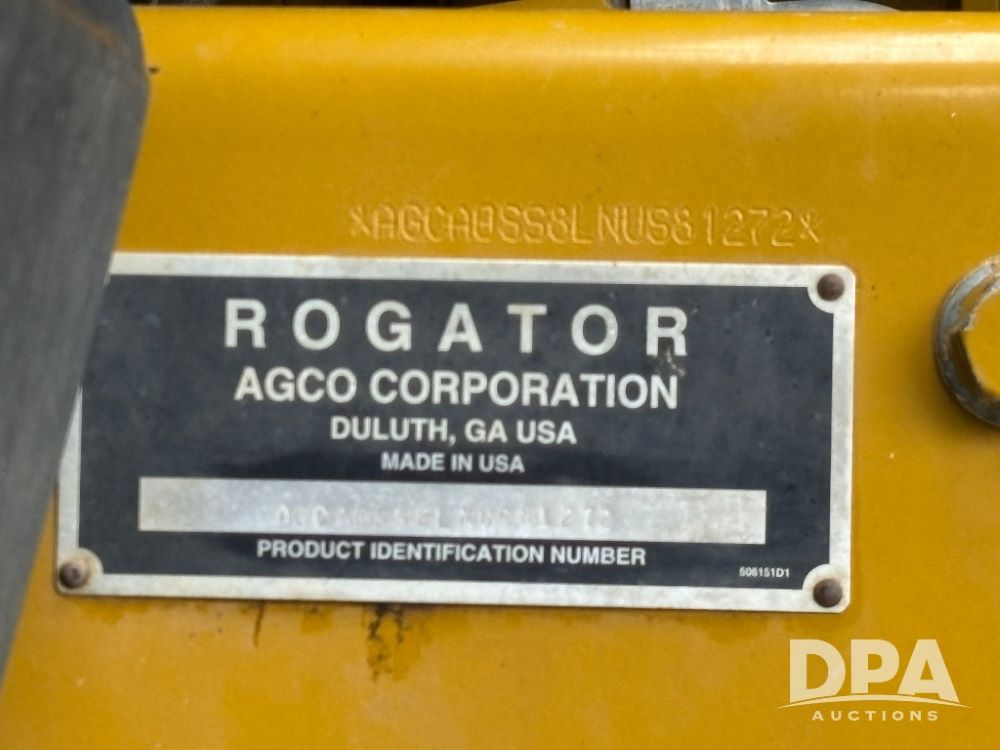 *AGCA0SS8LNUS81272*
ROGATOR
AGCO CORPORATION
DULUTH, GA USA
MADE IN USA
PRODUCT IDENTIFICATION NUMBER
506151D1
DPA
AUCTIONS